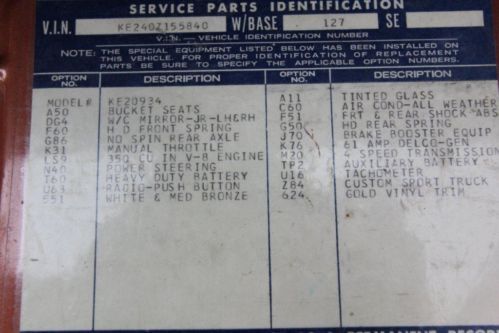 SERVICE PARTS IDENTIFICATION
V.I.N. KE240Z155840 W/BASE 127 SE
V.I.N. — VEHICLE IDENTIFICATION NUMBER
NOTE: THE SPECIAL EQUIPMENT LISTED BELOW HAS BEEN INSTALLED ON
THIS VEHICLE. FOR PROPER IDENTIFICATION OF REPLACEMENT
PARTS BE SURE TO SPECIFY THE APPLICABLE OPTION NUMBERS.
OPTION NO. DESCRIPTION
MODEL# KE20934
A50 BUCKET SEATS
DG4 W/C MIRROR-JR-LH&RH
F60 H D FRONT SPRING
G86 NO SPIN REAR AXLE
K31 MANUAL THROTTLE
LS9 350 CU IN V-8 ENGINE
N40 POWER STEERING
T60 HEAVY DUTY BATTERY
U63 RADIO-PUSH BUTTON
551 WHITE & MED BRONZE
OPTION NO. DESCRIPTION
A11 TINTED GLASS
C60 AIR COND-ALL WEATHER
F51 FRT & REAR SHOCK ABS
G50 HD REAR SPRING
J70 BRAKE BOOSTER EQUIP
K76 61 AMP DELCO-GEN
M20 4 SPEED TRANSMISSION
TP2 AUXILIARY BATTERY
U16 TACHOMETER
Z84 CUSTOM SPORT TRUCK
624 GOLD VINYL TRIM